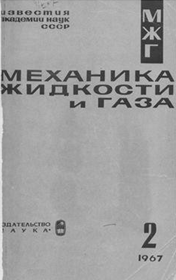 ИЗВЕСТИЯ
АКАДЕМИИ НАУК
СССР
МЖГ
МЕХАНИКА
ЖИДКОСТИ
и ГАЗА
ИЗДАТЕЛЬСТВО
НАУКА
2
1967